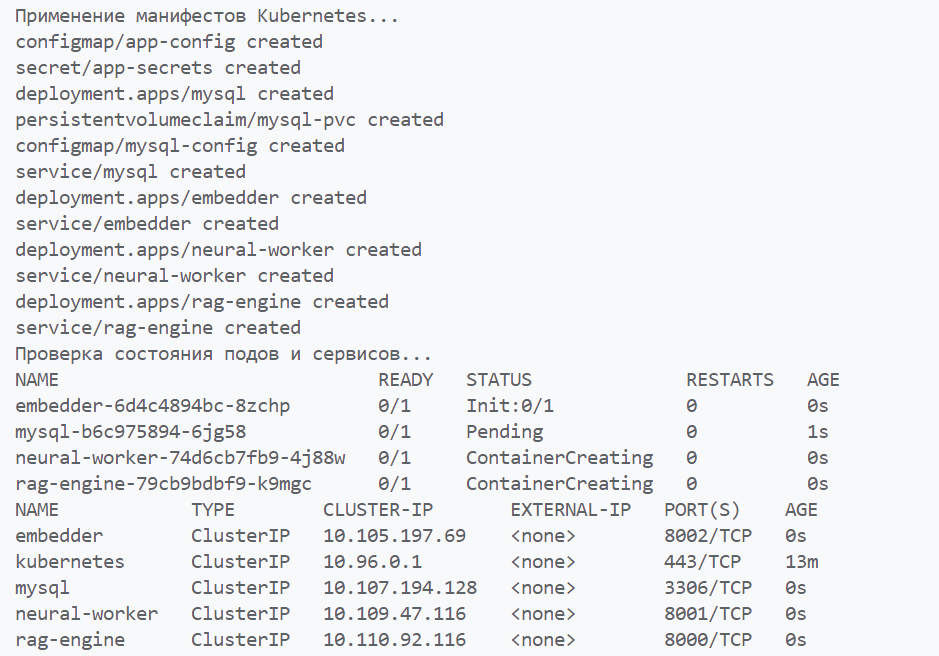 Применение манифестов Kubernetes...
configmap/app-config created
secret/app-secrets created
deployment.apps/mysql created
persistentvolumeclaim/mysql-pvc created
configmap/mysql-config created
service/mysql created
deployment.apps/embedder created
service/embedder created
deployment.apps/neural-worker created
service/neural-worker created
deployment.apps/rag-engine created
service/rag-engine created
Проверка состояния подов и сервисов...
NAME                             READY   STATUS              RESTARTS   AGE
embedder-6d4c4894bc-8zchp        0/1     Init:0/1            0          0s
mysql-b6c975894-6jg58            0/1     Pending             0          1s
neural-worker-74d6cb7fb9-4j88w   0/1     ContainerCreating   0          0s
rag-engine-79cb9bdbf9-k9mgc      0/1     ContainerCreating   0          0s
NAME            TYPE        CLUSTER-IP       EXTERNAL-IP   PORT(S)    AGE
embedder        ClusterIP   10.105.197.69    <none>        8002/TCP   0s
kubernetes      ClusterIP   10.96.0.1        <none>        443/TCP    13m
mysql           ClusterIP   10.107.194.128   <none>        3306/TCP   0s
neural-worker   ClusterIP   10.109.47.116    <none>        8001/TCP   0s
rag-engine      ClusterIP   10.110.92.116    <none>        8000/TCP   0s